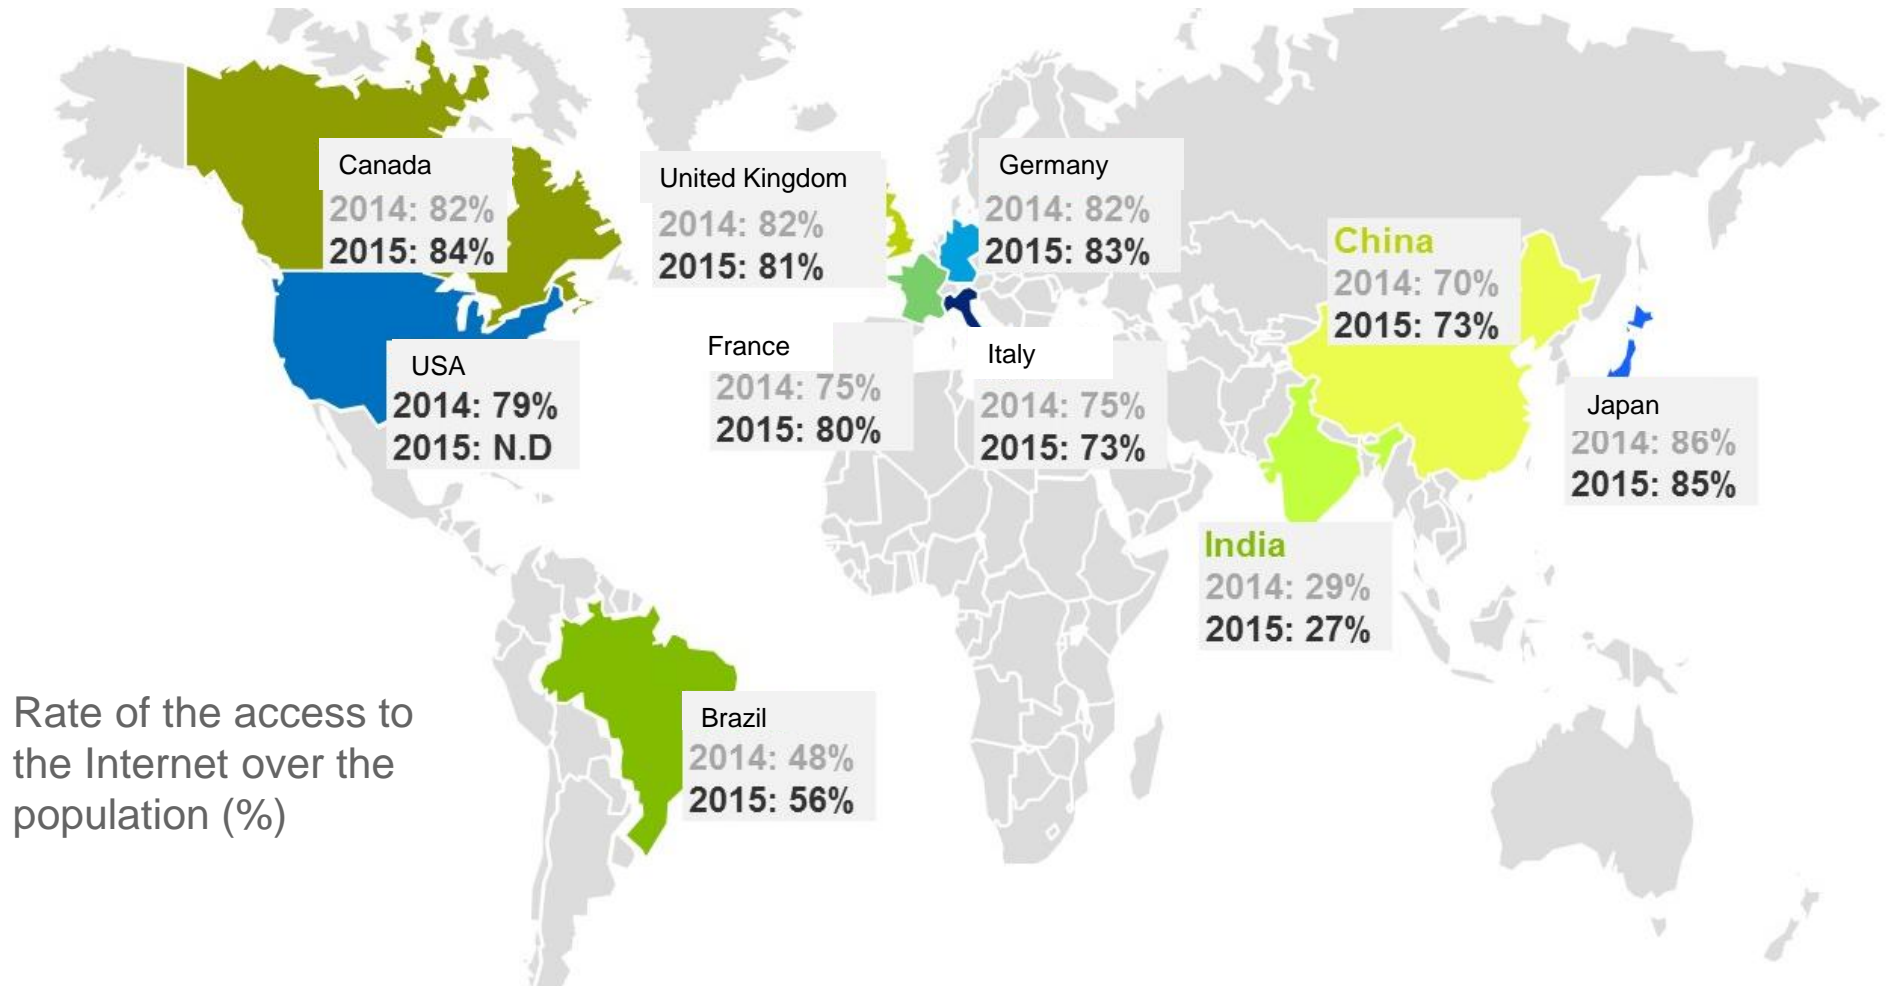 Canada
2014: 82%
2015: 84%
United Kingdom
2014: 82%
2015: 81%
Germany
2014: 82%
2015: 83%
China
2014: 70%
2015: 73%
USA
2014: 79%
2015: N.D
France
2014: 75%
2015: 80%
Italy
2014: 75%
2015: 73%
Japan
2014: 86%
2015: 85%
India
2014: 29%
2015: 27%
Brazil
2014: 48%
2015: 56%
Rate of the access to
the Internet over the
population (%)